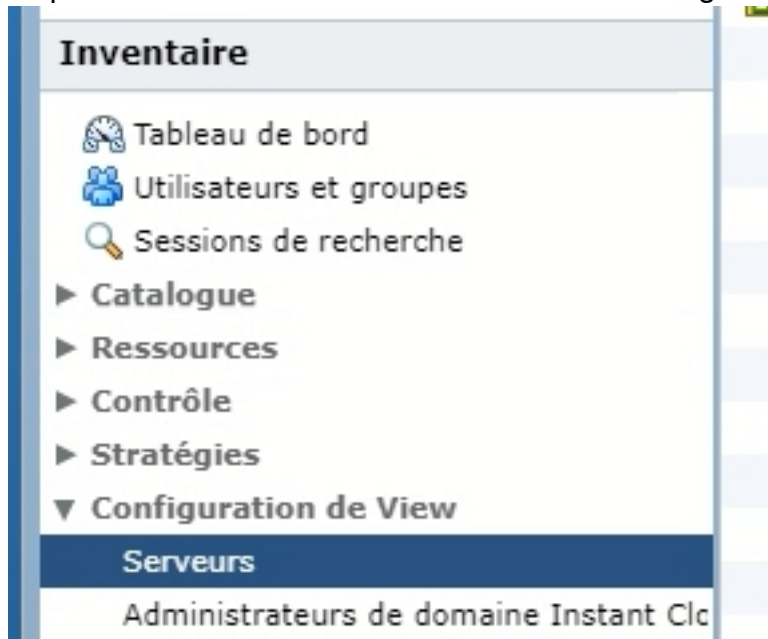 Inventaire
Tableau de bord
Utilisateurs et groupes
Sessions de recherche
Catalogue
Ressources
Contrôle
Stratégies
Configuration de View
Serveurs
Administrateurs de domaine Instant